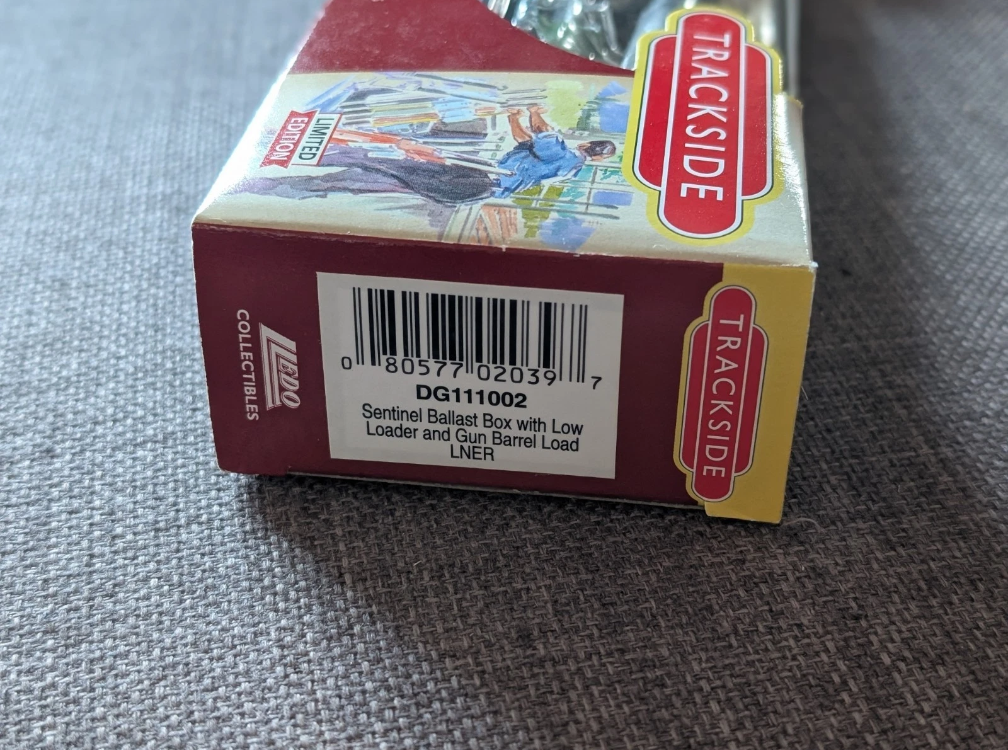 TRACKSIDE
LIMITED
EDITION
LLEDO
COLLECTIBLES
0 80577 02039 7
DG111002
Sentinel Ballast Box with Low
Loader and Gun Barrel Load
LNER
TRACKSIDE